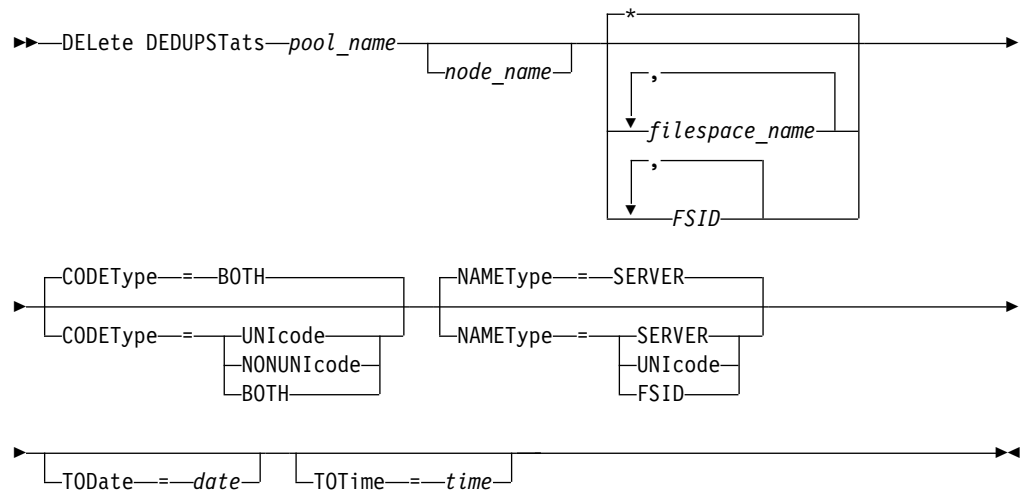 *
DELete DEDUPSTats pool_name
node_name
,
filespace_name
,
FSID
CODEType = BOTH NAMEType = SERVER
CODEType = UNIcode NAMEType = SERVER
NONUNIcode UNIcode
BOTH FSID
TODate = date TOTime = time